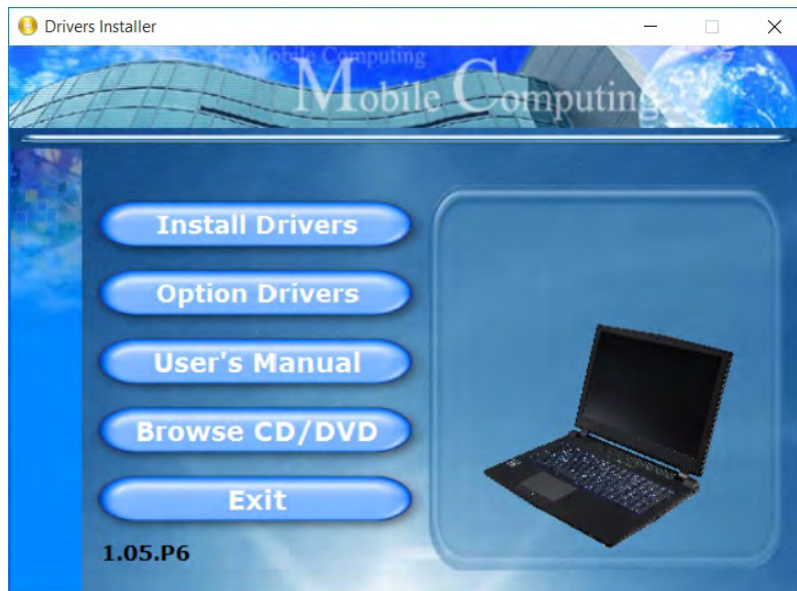 Drivers Installer
Mobile Computing
Mobile Computing
Install Drivers
Option Drivers
User's Manual
Browse CD/DVD
Exit
1.05.P6